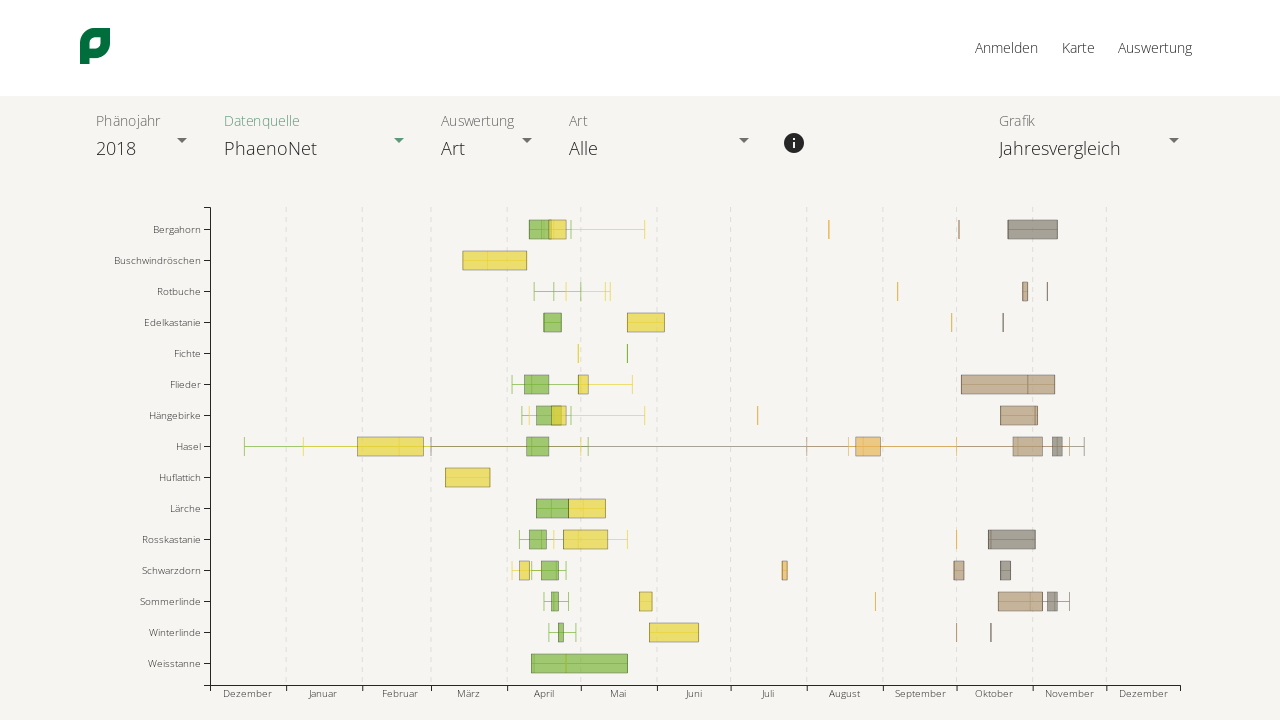 Anmelden Karte Auswertung
Phänojahr Datenquelle Auswertung Art Grafik
2018 PhaenoNet Art Alle Jahresvergleich
Bergahorn
Buschwindröschen
Rotbuche
Edelkastanie
Fichte
Flieder
Hängebirke
Hasel
Huflattich
Lärche
Rosskastanie
Schwarzdorn
Sommerlinde
Winterlinde
Weisstanne
Dezember Januar Februar März April Mai Juni Juli August September Oktober November Dezember